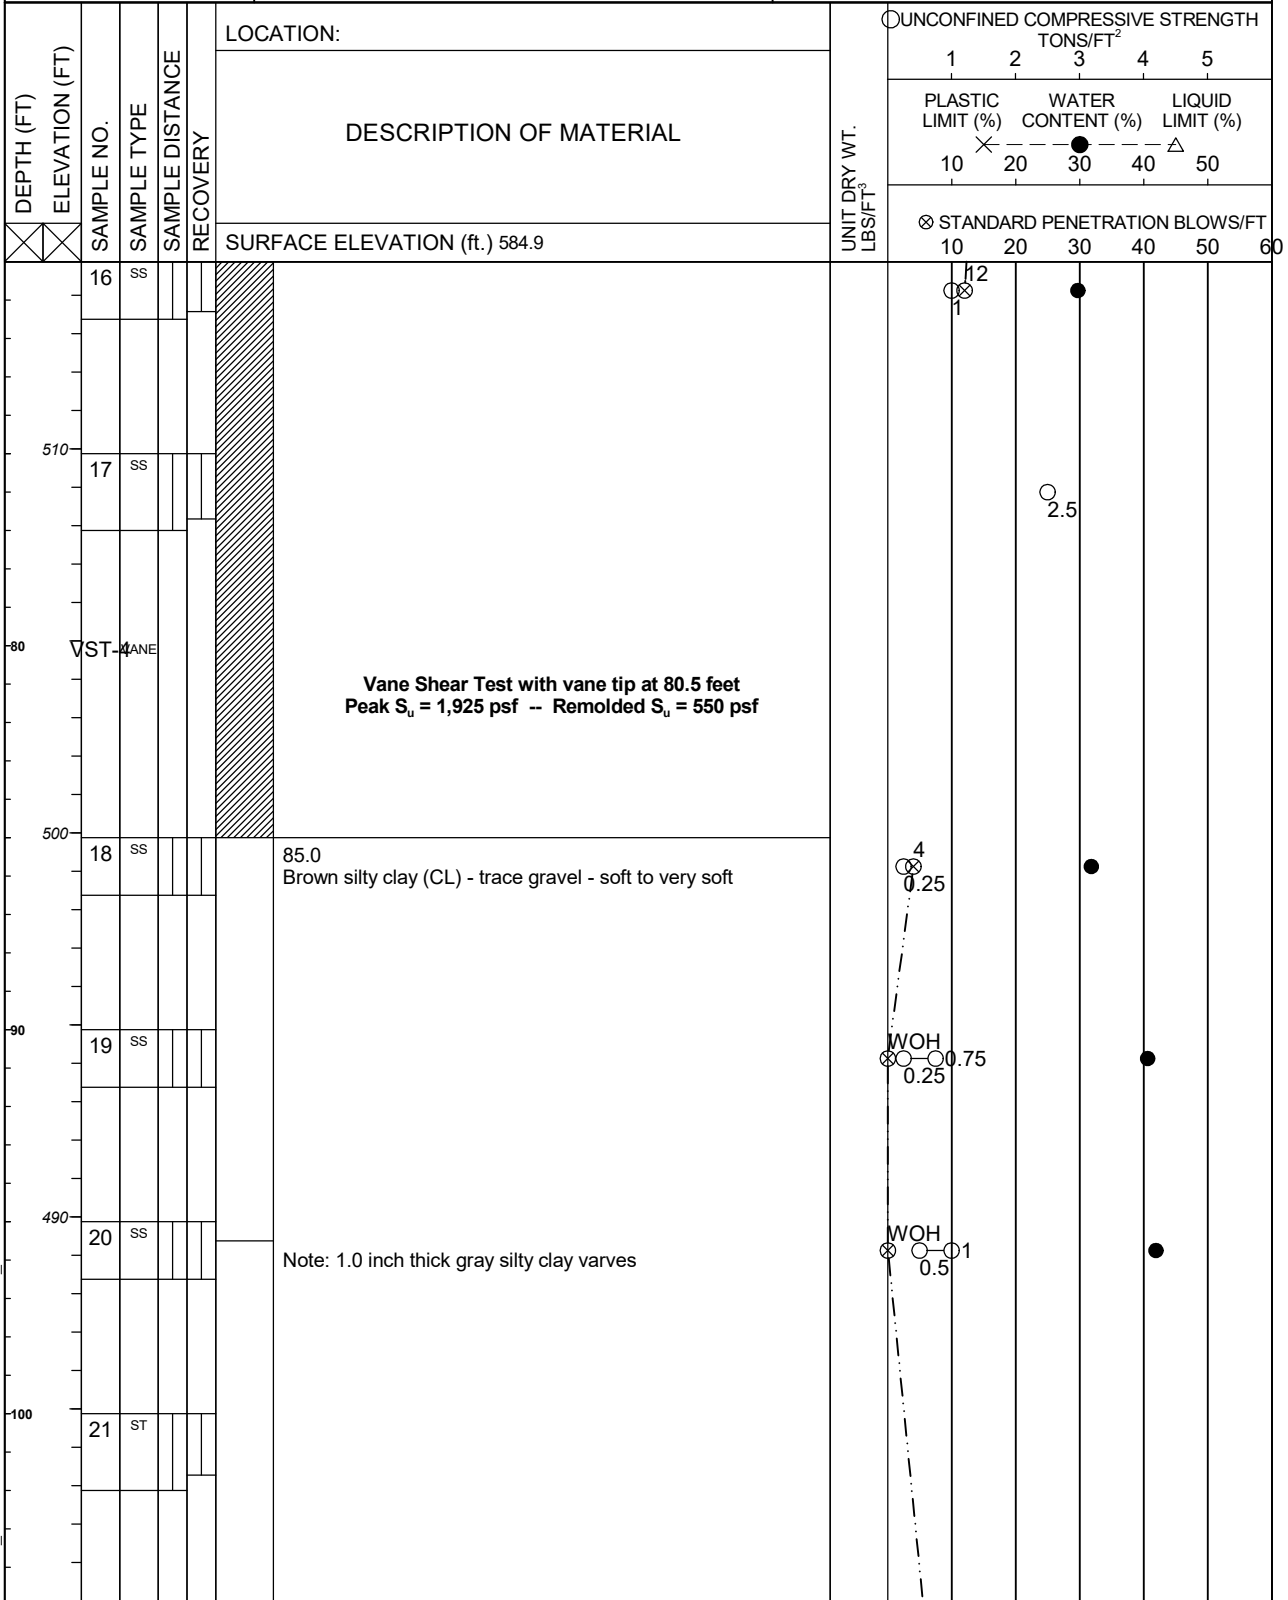 LOCATION:
DEPTH (FT)
ELEVATION (FT)
SAMPLE NO.
SAMPLE TYPE
SAMPLE DISTANCE
RECOVERY
DESCRIPTION OF MATERIAL
SURFACE ELEVATION (ft.) 584.9
UNIT DRY WT.
LBS/FT³
UNCONFINED COMPRESSIVE STRENGTH
TONS/FT²
1 2 3 4 5
PLASTIC WATER LIQUID
LIMIT (%) CONTENT (%) LIMIT (%)
10 20 30 40 50
⊗ STANDARD PENETRATION BLOWS/FT
10 20 30 40 50 60
16 SS
12
1
510
17 SS
2.5
80
VST-4 VANE
Vane Shear Test with vane tip at 80.5 feet
Peak Sᵤ = 1,925 psf -- Remolded Sᵤ = 550 psf
500
18 SS
85.0
4
Brown silty clay (CL) - trace gravel - soft to very soft
0.25
90
19 SS
WOH
0.75
0.25
490
20 SS
WOH
1
Note: 1.0 inch thick gray silty clay varves
0.5
100
21 ST